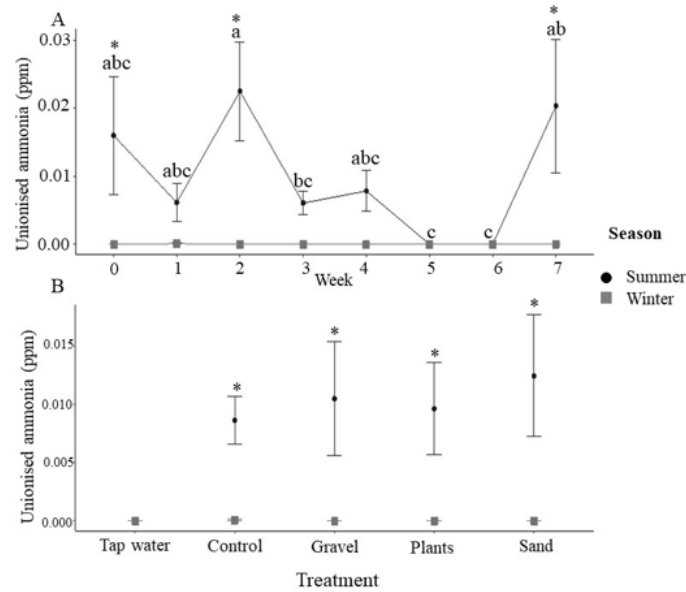 A
Unionised ammonia (ppm)
0.03
0.02
0.01
0.00
*
abc
abc
*
a
bc
abc
c
c
*
ab
0 1 2 3 4 5 6 7
Week
Season
Summer
Winter
B
Unionised ammonia (ppm)
0.015
0.010
0.005
0.000
*
*
*
*
Tap water Control Gravel Plants Sand
Treatment